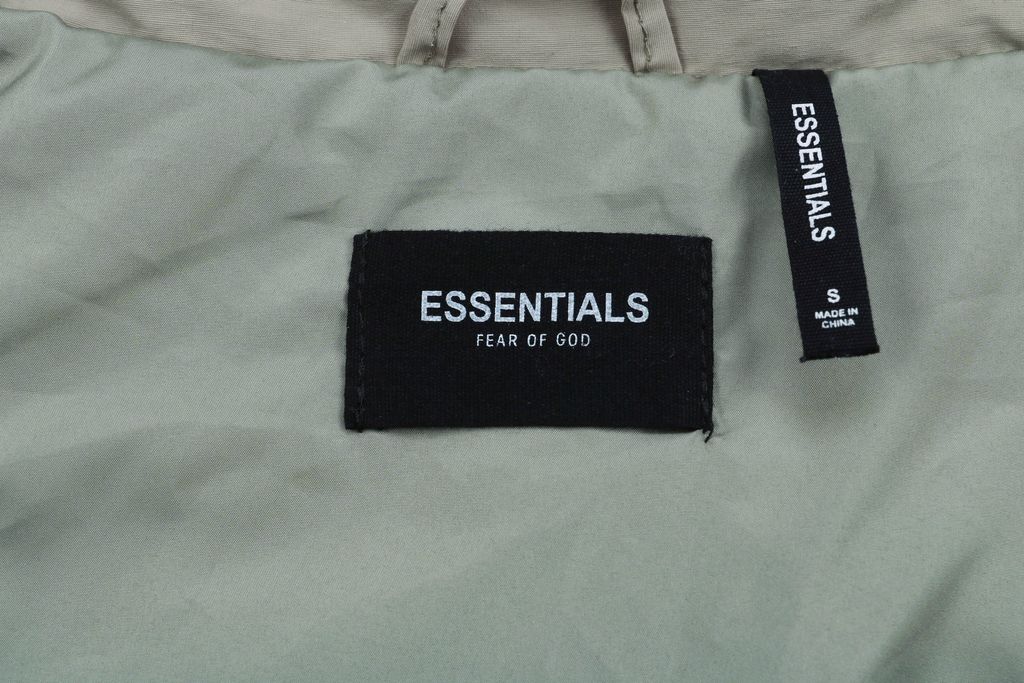 ESSENTIALS
FEAR OF GOD
ESSENTIALS
S
MADE IN
CHINA